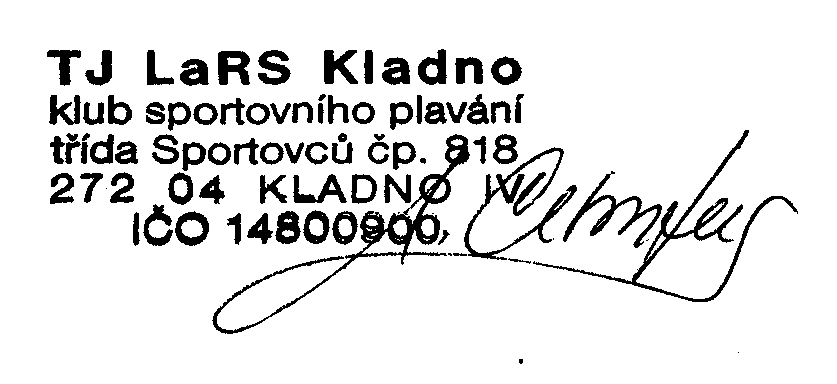 TJ LaRS Kladno
klub sportovního plavání
třída Sportovců čp. 818
272 04 KLADNO IV
IČO 14800900